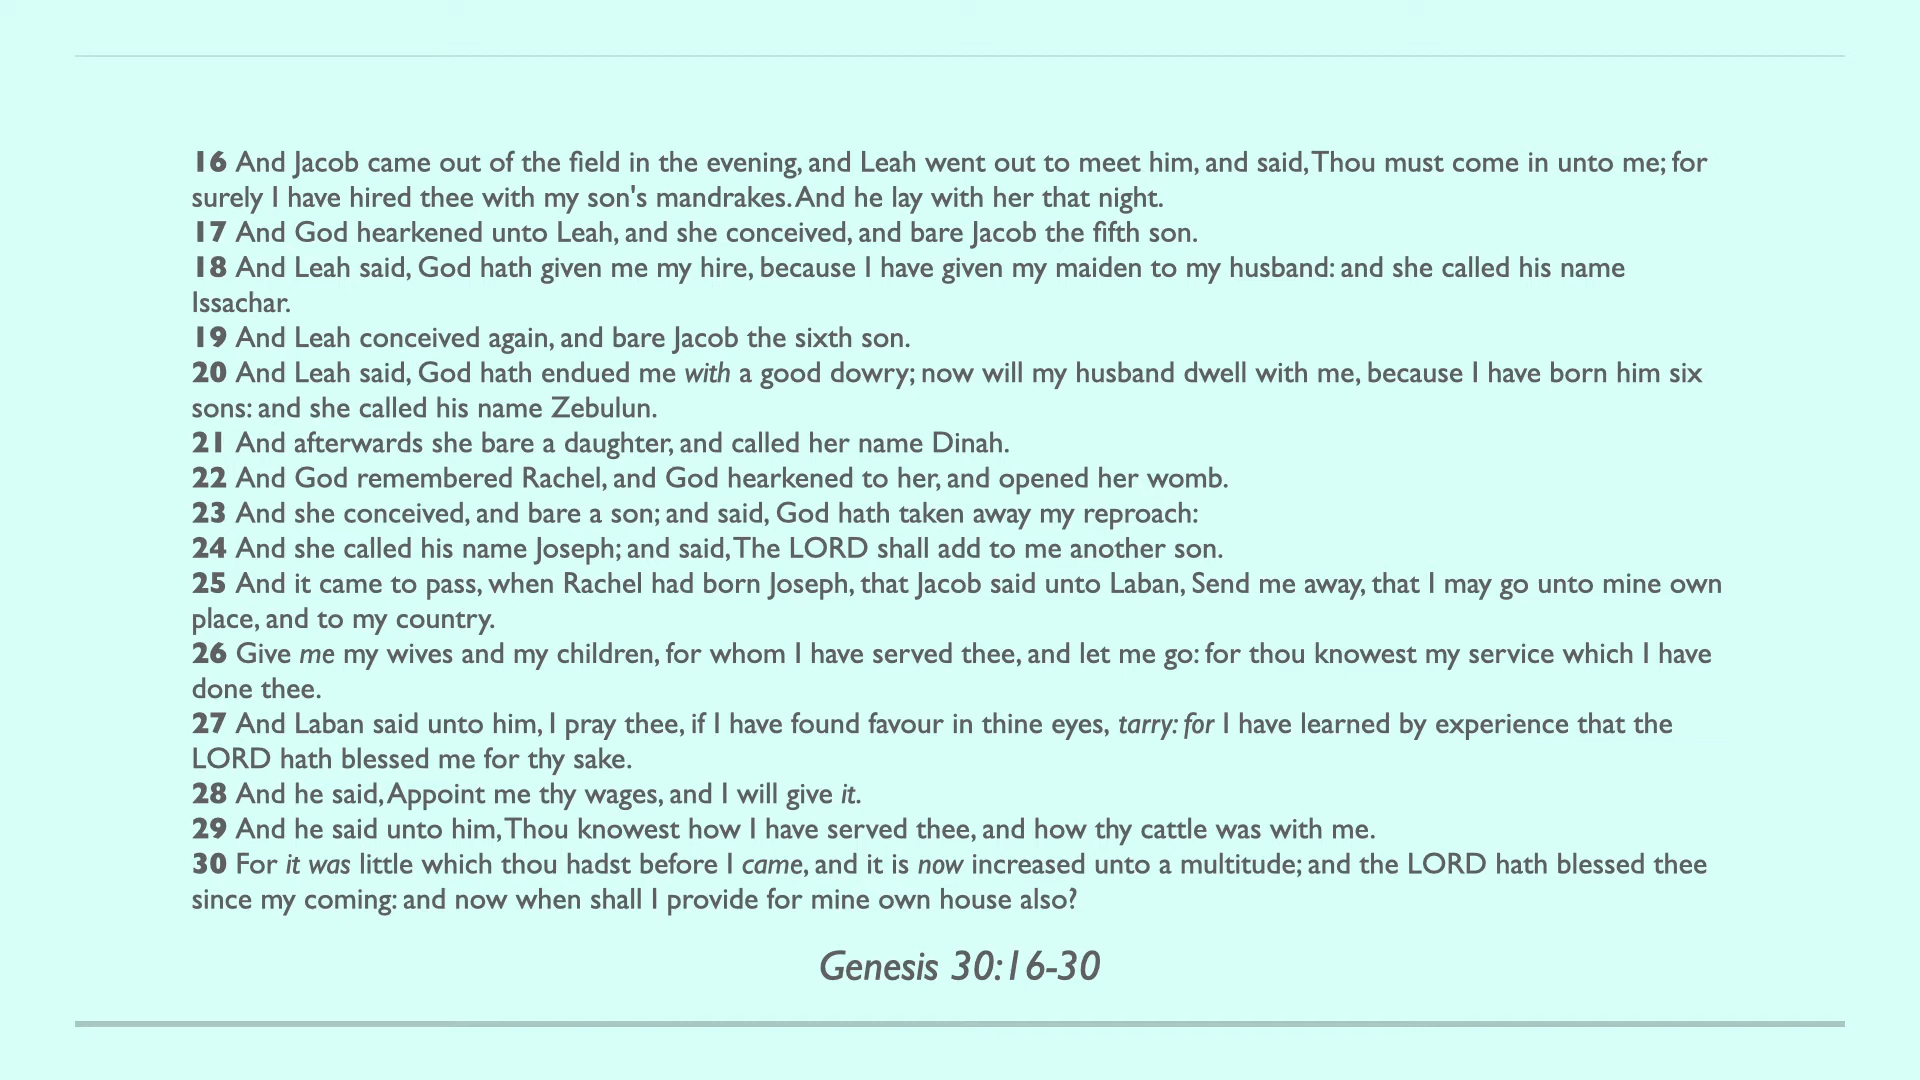 16 And Jacob came out of the field in the evening, and Leah went out to meet him, and said, Thou must come in unto me; for
surely I have hired thee with my son's mandrakes. And he lay with her that night.
17 And God hearkened unto Leah, and she conceived, and bare Jacob the fifth son.
18 And Leah said, God hath given me my hire, because I have given my maiden to my husband: and she called his name
Issachar.
19 And Leah conceived again, and bare Jacob the sixth son.
20 And Leah said, God hath endued me with a good dowry; now will my husband dwell with me, because I have born him six
sons: and she called his name Zebulun.
21 And afterwards she bare a daughter, and called her name Dinah.
22 And God remembered Rachel, and God hearkened to her, and opened her womb.
23 And she conceived, and bare a son; and said, God hath taken away my reproach:
24 And she called his name Joseph; and said, The LORD shall add to me another son.
25 And it came to pass, when Rachel had born Joseph, that Jacob said unto Laban, Send me away, that I may go unto mine own
place, and to my country.
26 Give me my wives and my children, for whom I have served thee, and let me go: for thou knowest my service which I have
done thee.
27 And Laban said unto him, I pray thee, if I have found favour in thine eyes, tarry: for I have learned by experience that the
LORD hath blessed me for thy sake.
28 And he said, Appoint me thy wages, and I will give it.
29 And he said unto him, Thou knowest how I have served thee, and how thy cattle was with me.
30 For it was little which thou hadst before I came, and it is now increased unto a multitude; and the LORD hath blessed thee
since my coming: and now when shall I provide for mine own house also?
Genesis 30:16-30